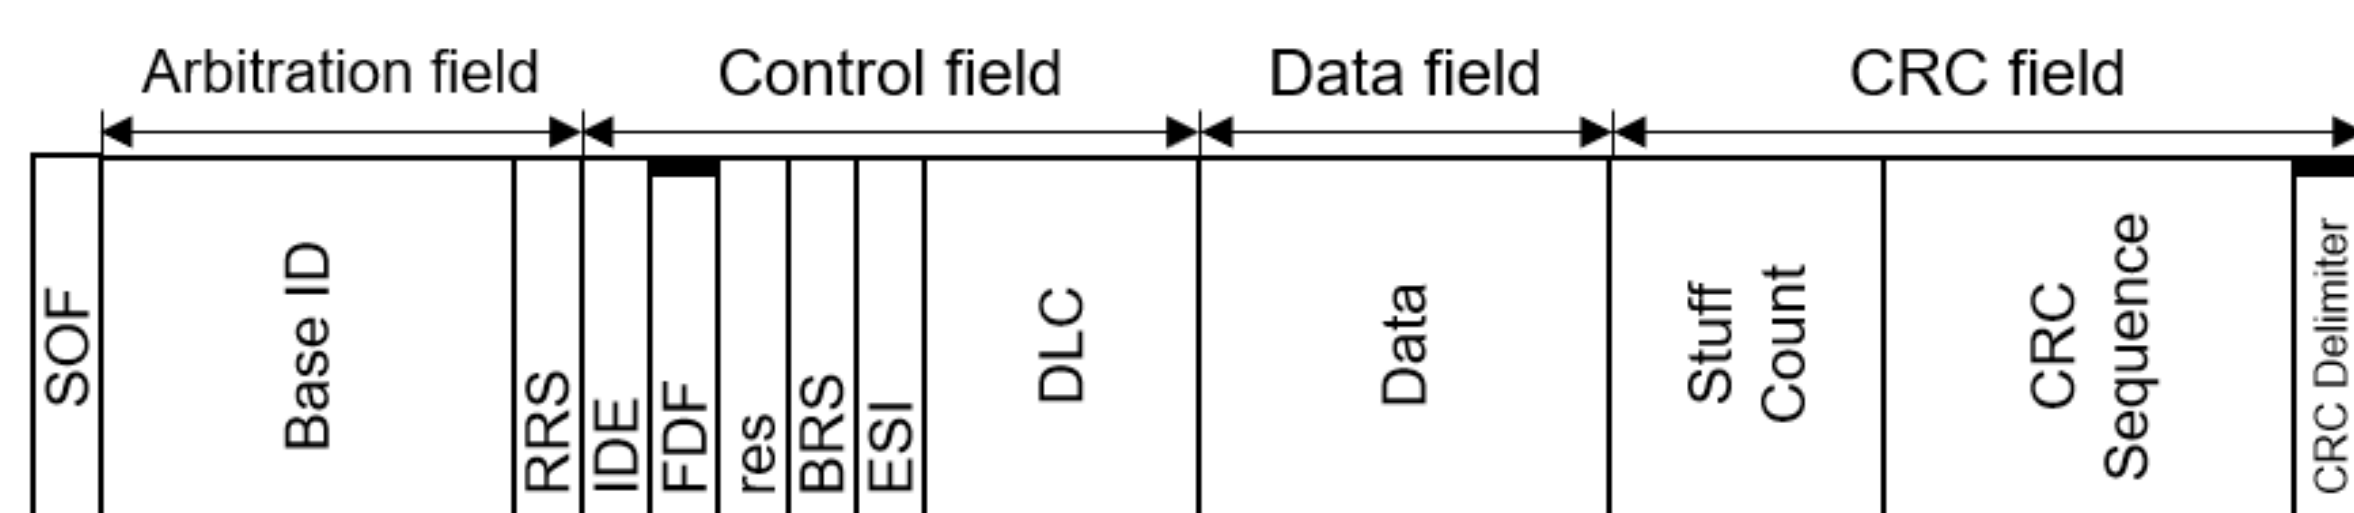 Arbitration field
Control field
Data field
CRC field
SOF
Base ID
RRS
IDE
FDF
res
BRS
ESI
DLC
Data
Stuff
Count
CRC
Sequence
CRC Delimiter